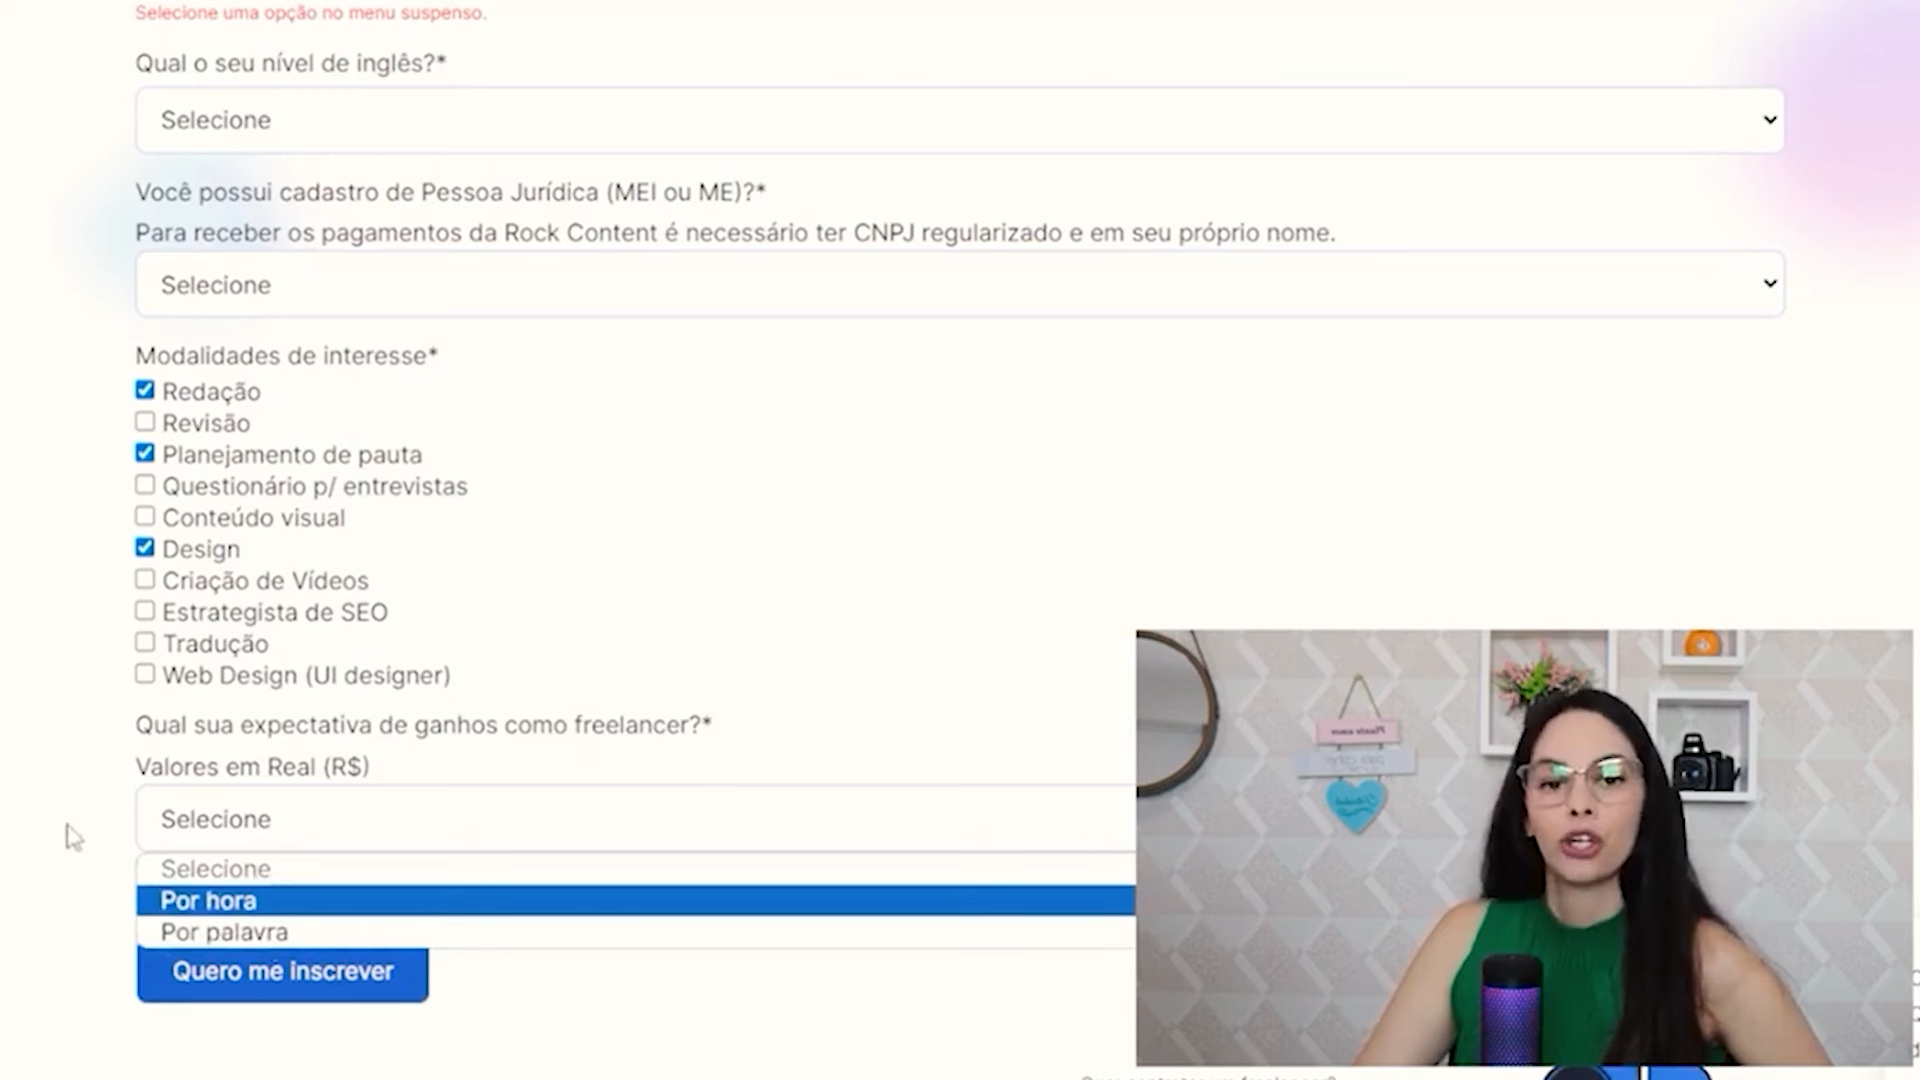 Selecione uma opção no menu suspenso.
Qual o seu nível de inglês?*
Selecione
Você possui cadastro de Pessoa Jurídica (MEI ou ME)?*
Para receber os pagamentos da Rock Content é necessário ter CNPJ regularizado e em seu próprio nome.
Selecione
Modalidades de interesse*
Redação
Revisão
Planejamento de pauta
Questionário p/ entrevistas
Conteúdo visual
Design
Criação de Vídeos
Estrategista de SEO
Tradução
Web Design (UI designer)
Qual sua expectativa de ganhos como freelancer?*
Valores em Real (R$)
Selecione
Selecione
Por hora
Por palavra
Quero me inscrever